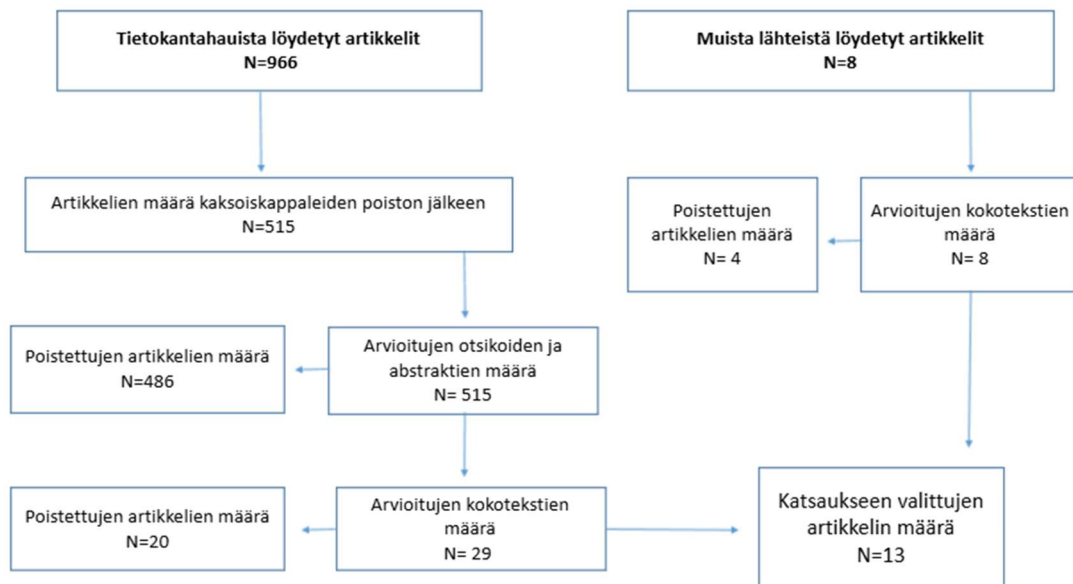 Tietokantahauista löydetyt artikkelit
N=966
Muista lähteistä löydetyt artikkelit
N=8
Artikkelien määrä kaksoiskappaleiden poiston jälkeen
N=515
Poistettujen
artikkelien määrä
N= 4
Arvioitujen kokotekstien
määrä
N= 8
Poistettujen artikkelien määrä
N=486
Arvioitujen otsikoiden ja
abstraktien määrä
N= 515
Poistettujen artikkelien määrä
N=20
Arvioitujen kokotekstien
määrä
N= 29
Katsaukseen valittujen
artikkelin määrä
N=13